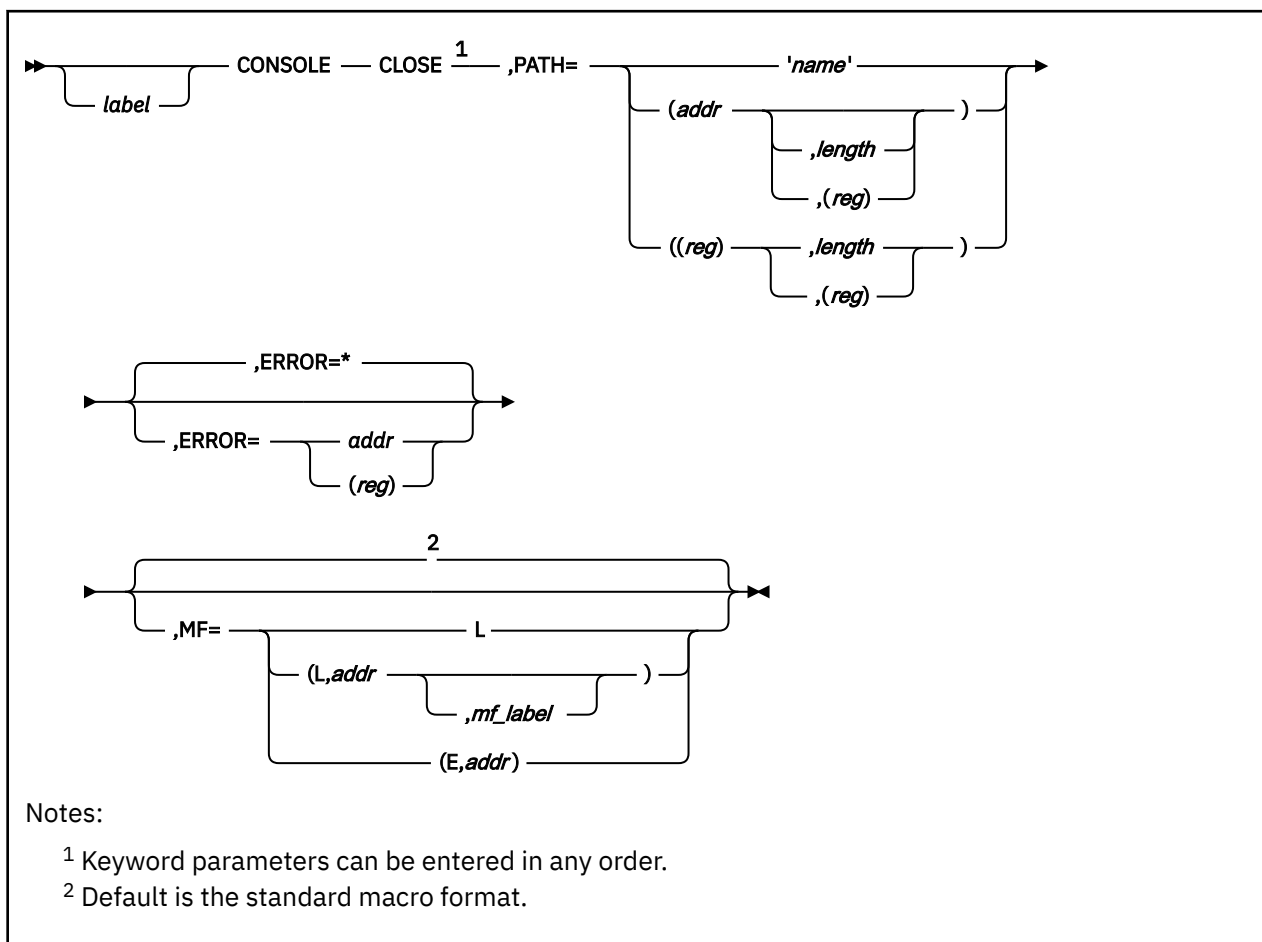 label CONSOLE CLOSE 1 ,PATH= 'name'
(addr ,length ,(reg) )
((reg) ,length ,(reg) )
,ERROR=*
,ERROR= addr
(reg)
2
,MF= L
(L,addr ,mf_label )
(E,addr)
Notes:
1 Keyword parameters can be entered in any order.
2 Default is the standard macro format.